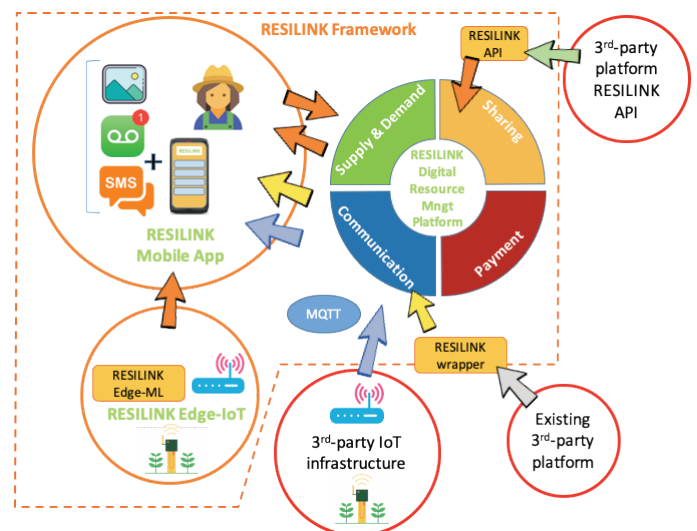 RESILINK Framework
RESILINK
API
3rd-party
platform
RESILINK
API
1
SMS
+
RESILINK
Mobile App
Supply & Demand
Sharing
RESILINK
Digital
Resource
Mngt
Platform
Communication
Payment
MQTT
RESILINK
wrapper
RESILINK
Edge-ML
RESILINK Edge-IoT
3rd-party IoT
infrastructure
Existing
3rd-party
platform